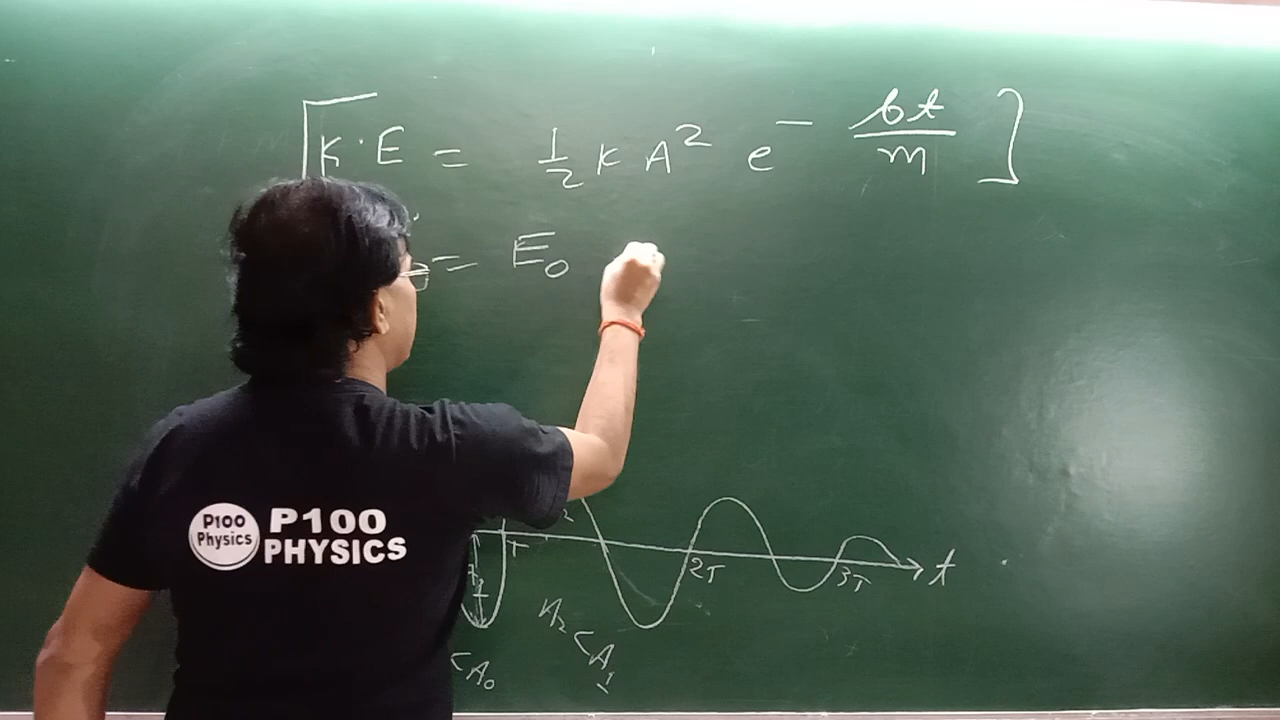 [K·E = 1/2 K A² e^- bt/m]
= E₀
T
2T
3T
t
A₂ < A₁
< A₀
P100 Physics
P100 PHYSICS